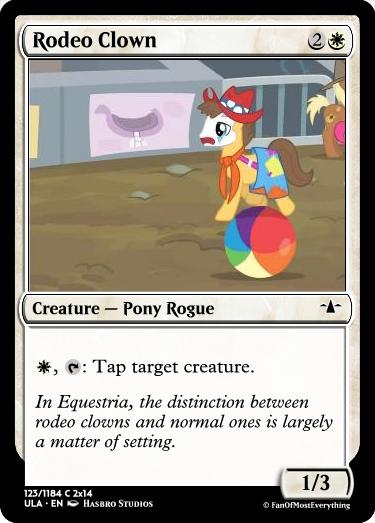 Rodeo Clown
2
Creature — Pony Rogue
: Tap target creature.
In Equestria, the distinction between
rodeo clowns and normal ones is largely
a matter of setting.
1/3
123/1184 C 2x14
ULA • EN Hasbro Studios
© FanOfMostEverything